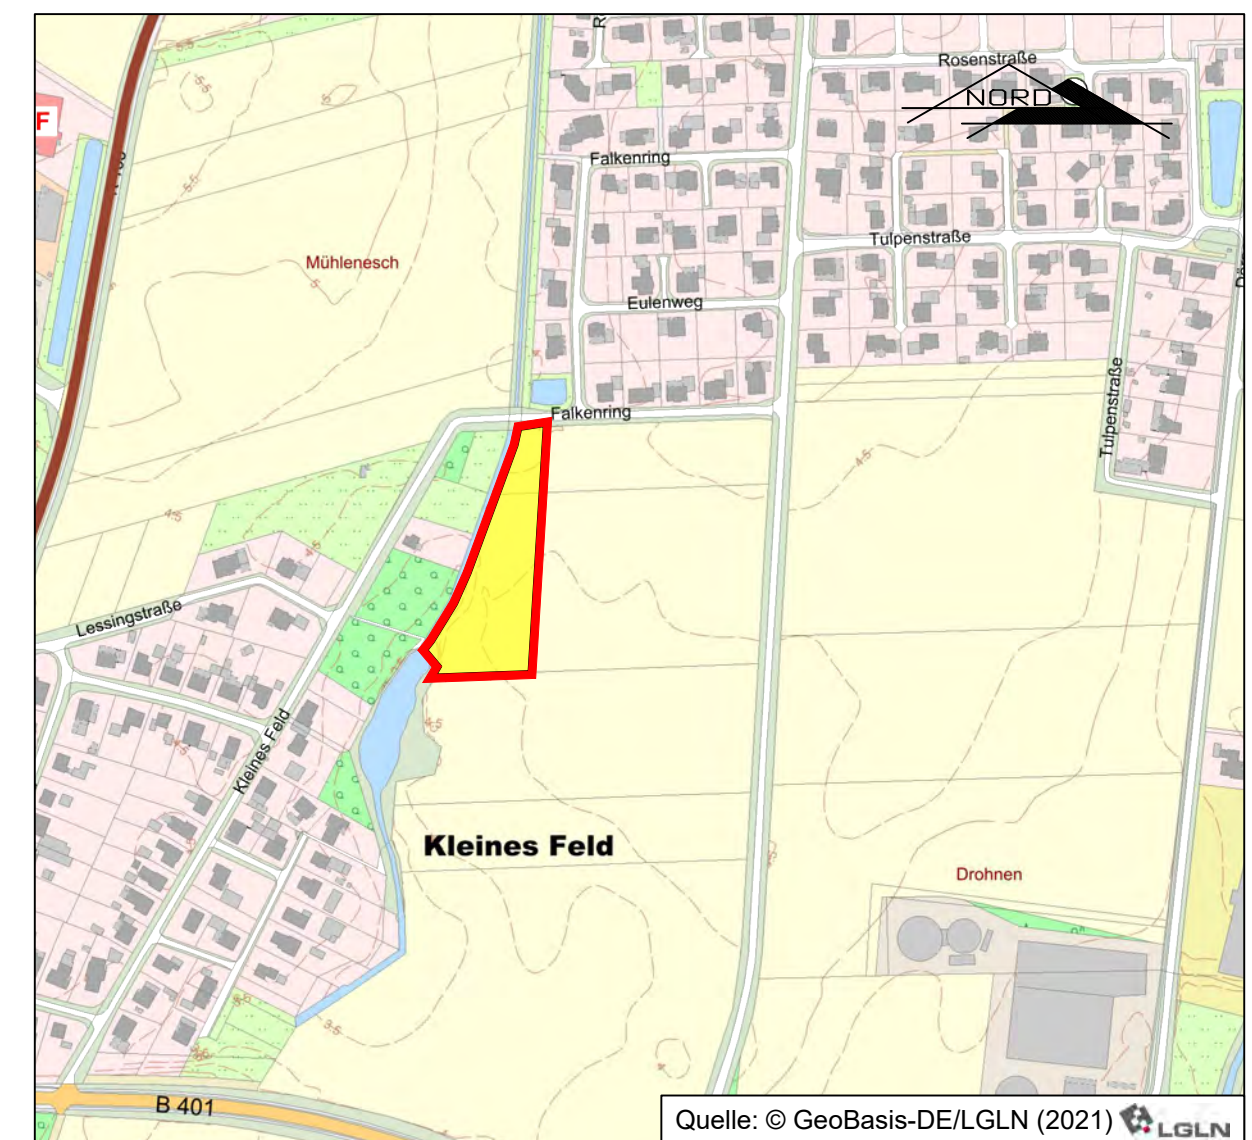 Rosenstraße
NORD
F
Falkenring
Tulpenstraße
Mühlenesch
Eulenweg
Falkenring
Tulpenstraße
Lessingstraße
Kleines Feld
Kleines Feld
Drohnen
B 401
Quelle: © GeoBasis-DE/LGLN (2021)
LGLN